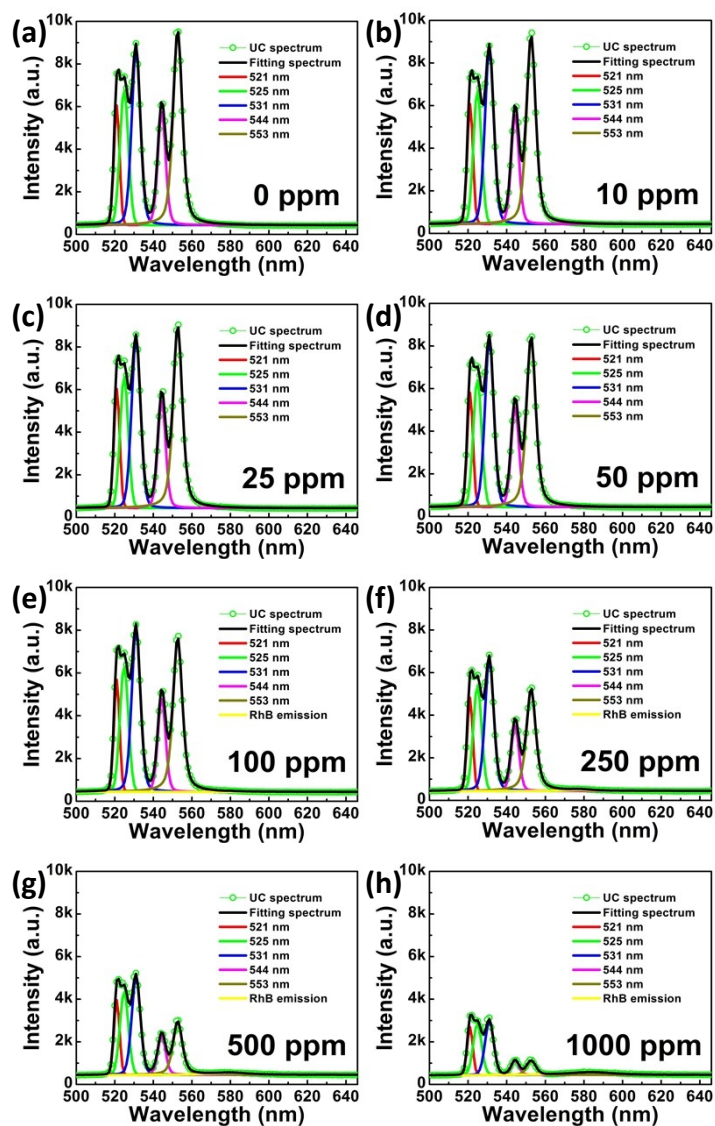 (a)
Intensity (a.u.)
10k
8k
6k
4k
2k
0
UC spectrum
Fitting spectrum
521 nm
525 nm
531 nm
544 nm
553 nm
0 ppm
500 520 540 560 580 600 620 640
Wavelength (nm)
(b)
Intensity (a.u.)
10k
8k
6k
4k
2k
0
UC spectrum
Fitting spectrum
521 nm
525 nm
531 nm
544 nm
553 nm
10 ppm
500 520 540 560 580 600 620 640
Wavelength (nm)
(c)
Intensity (a.u.)
10k
8k
6k
4k
2k
0
UC spectrum
Fitting spectrum
521 nm
525 nm
531 nm
544 nm
553 nm
25 ppm
500 520 540 560 580 600 620 640
Wavelength (nm)
(d)
Intensity (a.u.)
10k
8k
6k
4k
2k
0
UC spectrum
Fitting spectrum
521 nm
525 nm
531 nm
544 nm
553 nm
50 ppm
500 520 540 560 580 600 620 640
Wavelength (nm)
(e)
Intensity (a.u.)
10k
8k
6k
4k
2k
0
UC spectrum
Fitting spectrum
521 nm
525 nm
531 nm
544 nm
553 nm
RhB emission
100 ppm
500 520 540 560 580 600 620 640
Wavelength (nm)
(f)
Intensity (a.u.)
10k
8k
6k
4k
2k
0
UC spectrum
Fitting spectrum
521 nm
525 nm
531 nm
544 nm
553 nm
RhB emission
250 ppm
500 520 540 560 580 600 620 640
Wavelength (nm)
(g)
Intensity (a.u.)
10k
8k
6k
4k
2k
0
UC spectrum
Fitting spectrum
521 nm
525 nm
531 nm
544 nm
553 nm
RhB emission
500 ppm
500 520 540 560 580 600 620 640
Wavelength (nm)
(h)
Intensity (a.u.)
10k
8k
6k
4k
2k
0
UC spectrum
Fitting spectrum
521 nm
525 nm
531 nm
544 nm
553 nm
RhB emission
1000 ppm
500 520 540 560 580 600 620 640
Wavelength (nm)